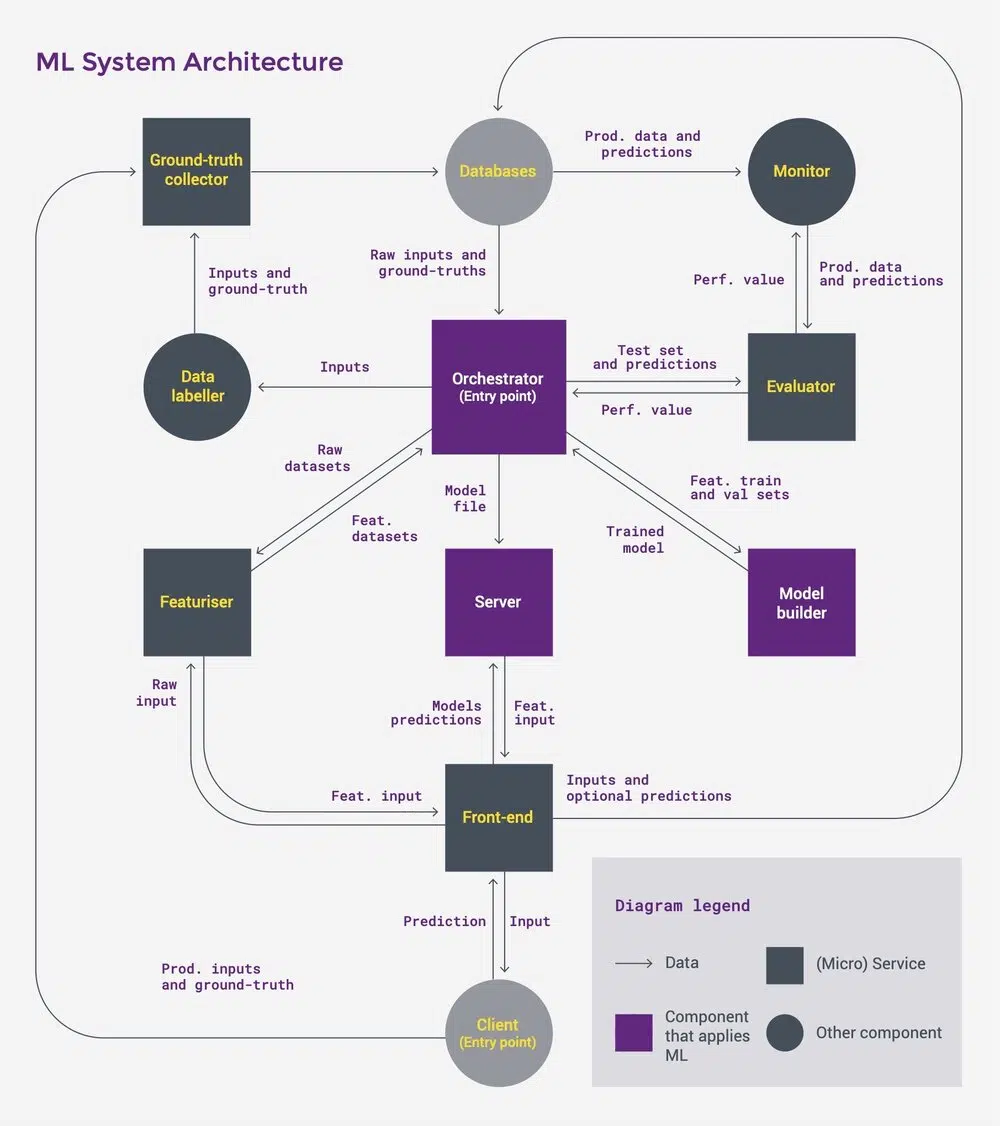 ML System Architecture
Ground-truth
collector
Databases
Prod. data and
predictions
Monitor
Inputs and
ground-truth
Raw inputs and
ground-truths
Perf. value
Prod. data
and predictions
Data
labeller
Inputs
Orchestrator
(Entry point)
Test set
and predictions
Perf. value
Evaluator
Raw
datasets
Feat.
datasets
Model
file
Trained
model
Feat. train
and val sets
Featuriser
Server
Model
builder
Raw
input
Models
predictions
Feat.
input
Feat. input
Front-end
Inputs and
optional predictions
Prediction
Input
Prod. inputs
and ground-truth
Client
(Entry point)
Diagram legend
Data
(Micro) Service
Component
that applies
ML
Other component